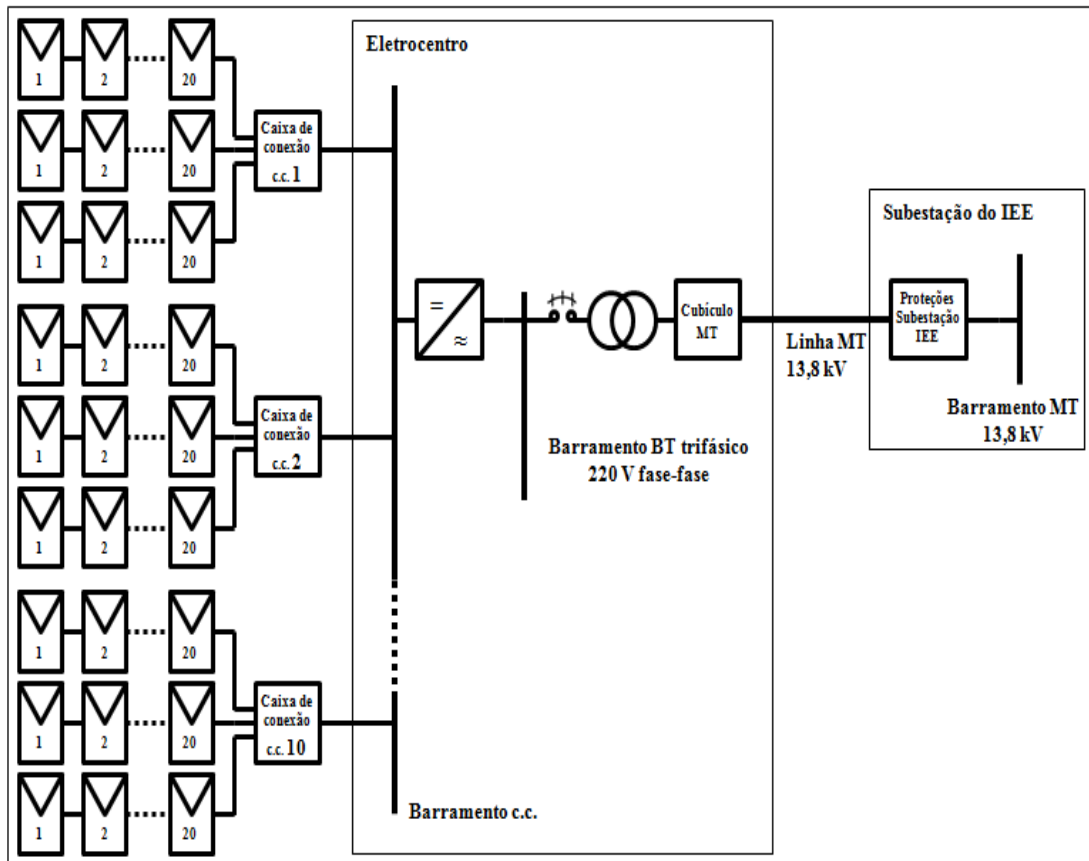 1 2 20
1 2 20
1 2 20
Caixa de
conexão
c.c. 1
1 2 20
1 2 20
1 2 20
Caixa de
conexão
c.c. 2
1 2 20
1 2 20
1 2 20
Caixa de
conexão
c.c. 10
Eletrocentro
=
≈
Cubículo
MT
Barramento BT trifásico
220 V fase-fase
Barramento c.c.
Linha MT
13,8 kV
Subestação do IEE
Proteções
Subestação
IEE
Barramento MT
13,8 kV